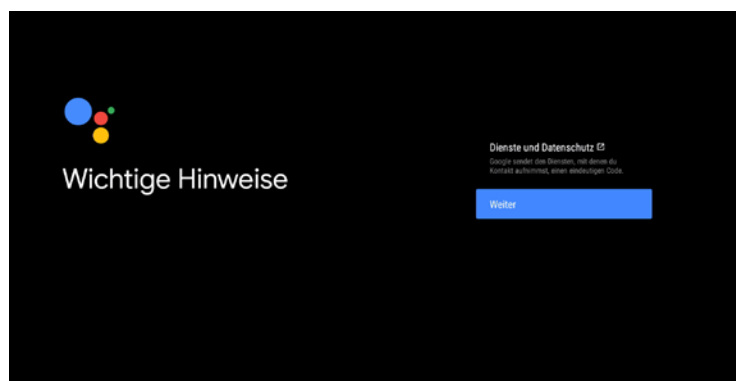 Wichtige Hinweise
Dienste und Datenschutz
Google sendet den Diensten, mit denen du
Kontakt aufnimmst, einen eindeutigen Code.
Weiter